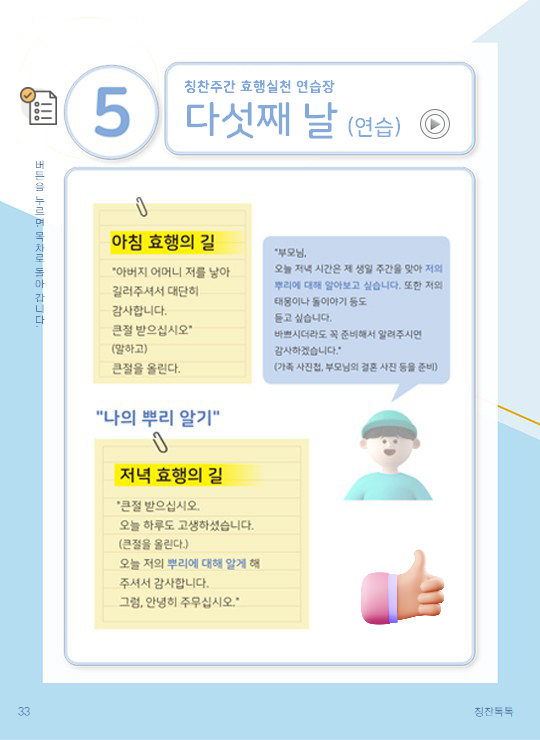 칭찬주간 효행실천 연습장
5
다섯째 날 (연습)
버튼을 누르면 목차로 돌아 갑니다.
아침 효행의 길
"아버지 어머니 저를 낳아
길러주셔서 대단히
감사합니다.
큰절 받으십시오"
(말하고)
큰절을 올린다.
"부모님,
오늘 저녁 시간은 제 생일 주간을 맞아 저의
뿌리에 대해 알아보고 싶습니다. 또한 저의
태몽이나 돌이야기 등도
듣고 싶습니다.
바쁘시더라도 꼭 준비해서 알려주시면
감사하겠습니다."
(가족 사진첩, 부모님의 결혼 사진 등을 준비)
"나의 뿌리 알기"
저녁 효행의 길
"큰절 받으십시오.
오늘 하루도 고생하셨습니다.
(큰절을 올린다.)
오늘 저의 뿌리에 대해 알게 해
주셔서 감사합니다.
그럼, 안녕히 주무십시오."
33
칭찬톡톡